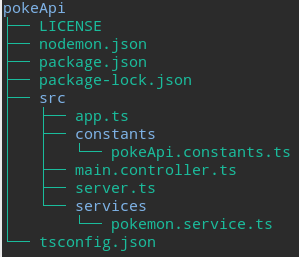 pokeApi
├── LICENSE
├── nodemon.json
├── package.json
├── package-lock.json
├── src
│   ├── app.ts
│   ├── constants
│   │   └── pokeApi.constants.ts
│   ├── main.controller.ts
│   ├── server.ts
│   └── services
│       └── pokemon.service.ts
└── tsconfig.json